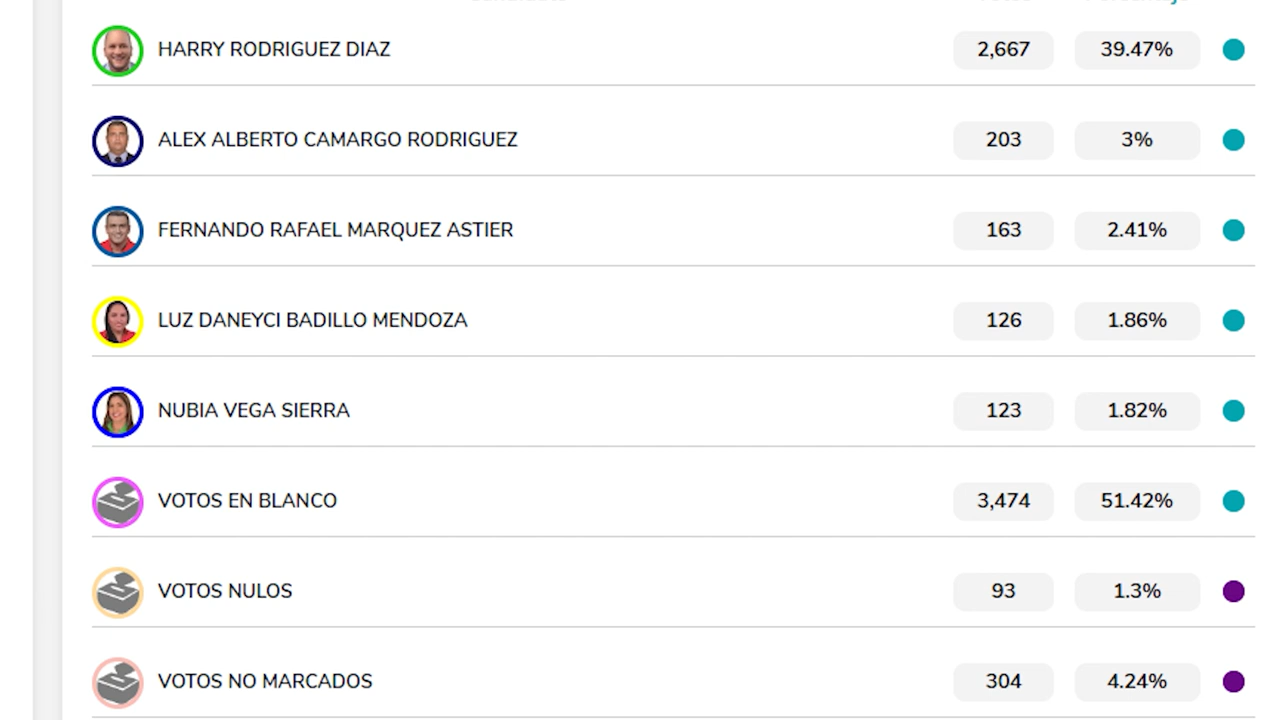 HARRY RODRIGUEZ DIAZ 2,667 39.47%
ALEX ALBERTO CAMARGO RODRIGUEZ 203 3%
FERNANDO RAFAEL MARQUEZ ASTIER 163 2.41%
LUZ DANEYCI BADILLO MENDOZA 126 1.86%
NUBIA VEGA SIERRA 123 1.82%
VOTOS EN BLANCO 3,474 51.42%
VOTOS NULOS 93 1.3%
VOTOS NO MARCADOS 304 4.24%